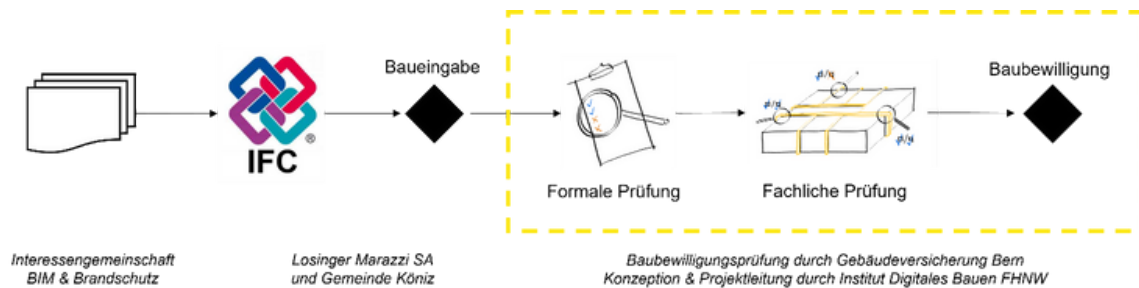 Baueingabe
Baubewilligung
IFC
®
Formale Prüfung
Fachliche Prüfung
Interessengemeinschaft
BIM & Brandschutz
Losinger Marazzi SA
und Gemeinde Köniz
Baubewilligungsprüfung durch Gebäudeversicherung Bern
Konzeption & Projektleitung durch Institut Digitales Bauen FHNW